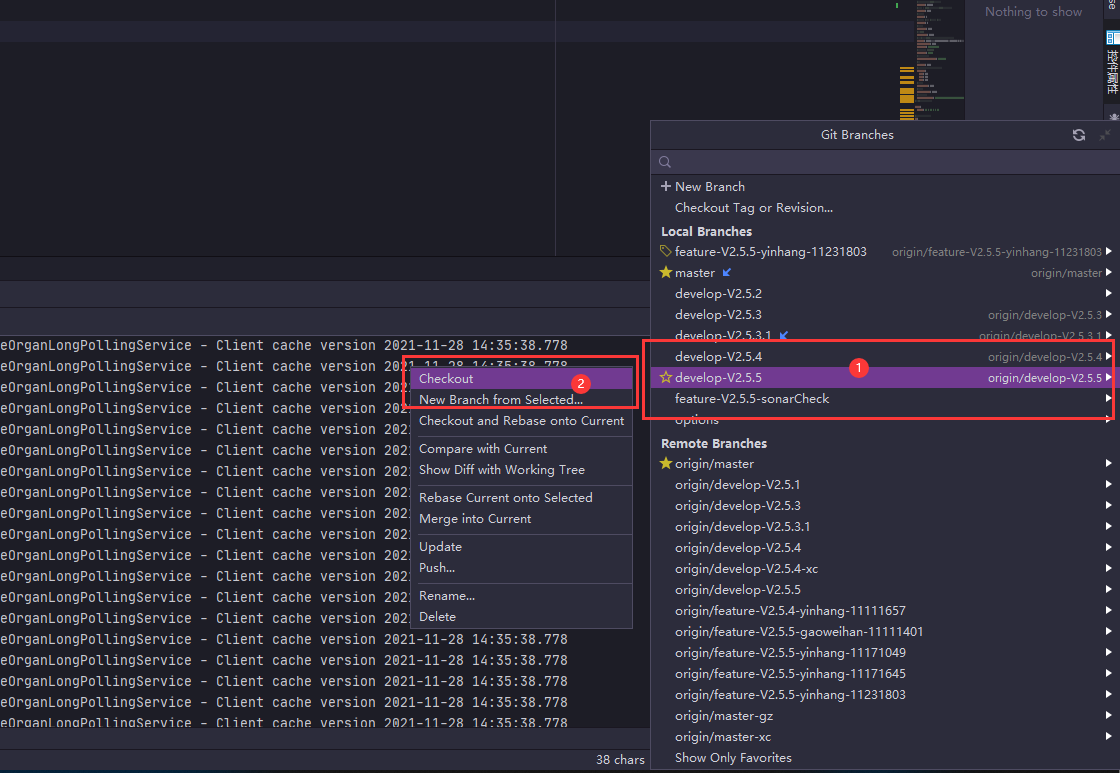 Nothing to show
se
控件属性
Git Branches
New Branch
Checkout Tag or Revision...
Local Branches
feature-V2.5.5-yinhang-11231803 origin/feature-V2.5.5-yinhang-11231803
master origin/master
develop-V2.5.2
develop-V2.5.3 origin/develop-V2.5.3
develop-V2.5.3.1 origin/develop-V2.5.3.1
develop-V2.5.4 origin/develop-V2.5.4
1
develop-V2.5.5 origin/develop-V2.5.5
feature-V2.5.5-sonarCheck
options
Remote Branches
origin/master
origin/develop-V2.5.1
origin/develop-V2.5.3
origin/develop-V2.5.3.1
origin/develop-V2.5.4
origin/develop-V2.5.4-xc
origin/develop-V2.5.5
origin/feature-V2.5.4-yinhang-11111657
origin/feature-V2.5.5-gaoweihan-11111401
origin/feature-V2.5.5-yinhang-11171049
origin/feature-V2.5.5-yinhang-11171645
origin/feature-V2.5.5-yinhang-11231803
origin/master-gz
origin/master-xc
Show Only Favorites
Checkout
2
New Branch from Selected...
Checkout and Rebase onto Current
Compare with Current
Show Diff with Working Tree
Rebase Current onto Selected
Merge into Current
Update
Push...
Rename...
Delete
eOrganLongPollingService - Client cache version 2021-11-28 14:35:38.778
eOrganLongPollingService - Client cache version 2021-11-28 14:35:38.778
eOrganLongPollingService - Client cache version 202
eOrganLongPollingService - Client cache version 202
eOrganLongPollingService - Client cache version 202
eOrganLongPollingService - Client cache version 202
eOrganLongPollingService - Client cache version 202
eOrganLongPollingService - Client cache version 202
eOrganLongPollingService - Client cache version 202
eOrganLongPollingService - Client cache version 202
eOrganLongPollingService - Client cache version 202
eOrganLongPollingService - Client cache version 202
eOrganLongPollingService - Client cache version 202
eOrganLongPollingService - Client cache version 202
eOrganLongPollingService - Client cache version 2021-11-28 14:35:38.778
eOrganLongPollingService - Client cache version 2021-11-28 14:35:38.778
eOrganLongPollingService - Client cache version 2021-11-28 14:35:38.778
eOrganLongPollingService - Client cache version 2021-11-28 14:35:38.778
eOrganLongPollingService - Client cache version 2021-11-28 14:35:38.778
38 chars